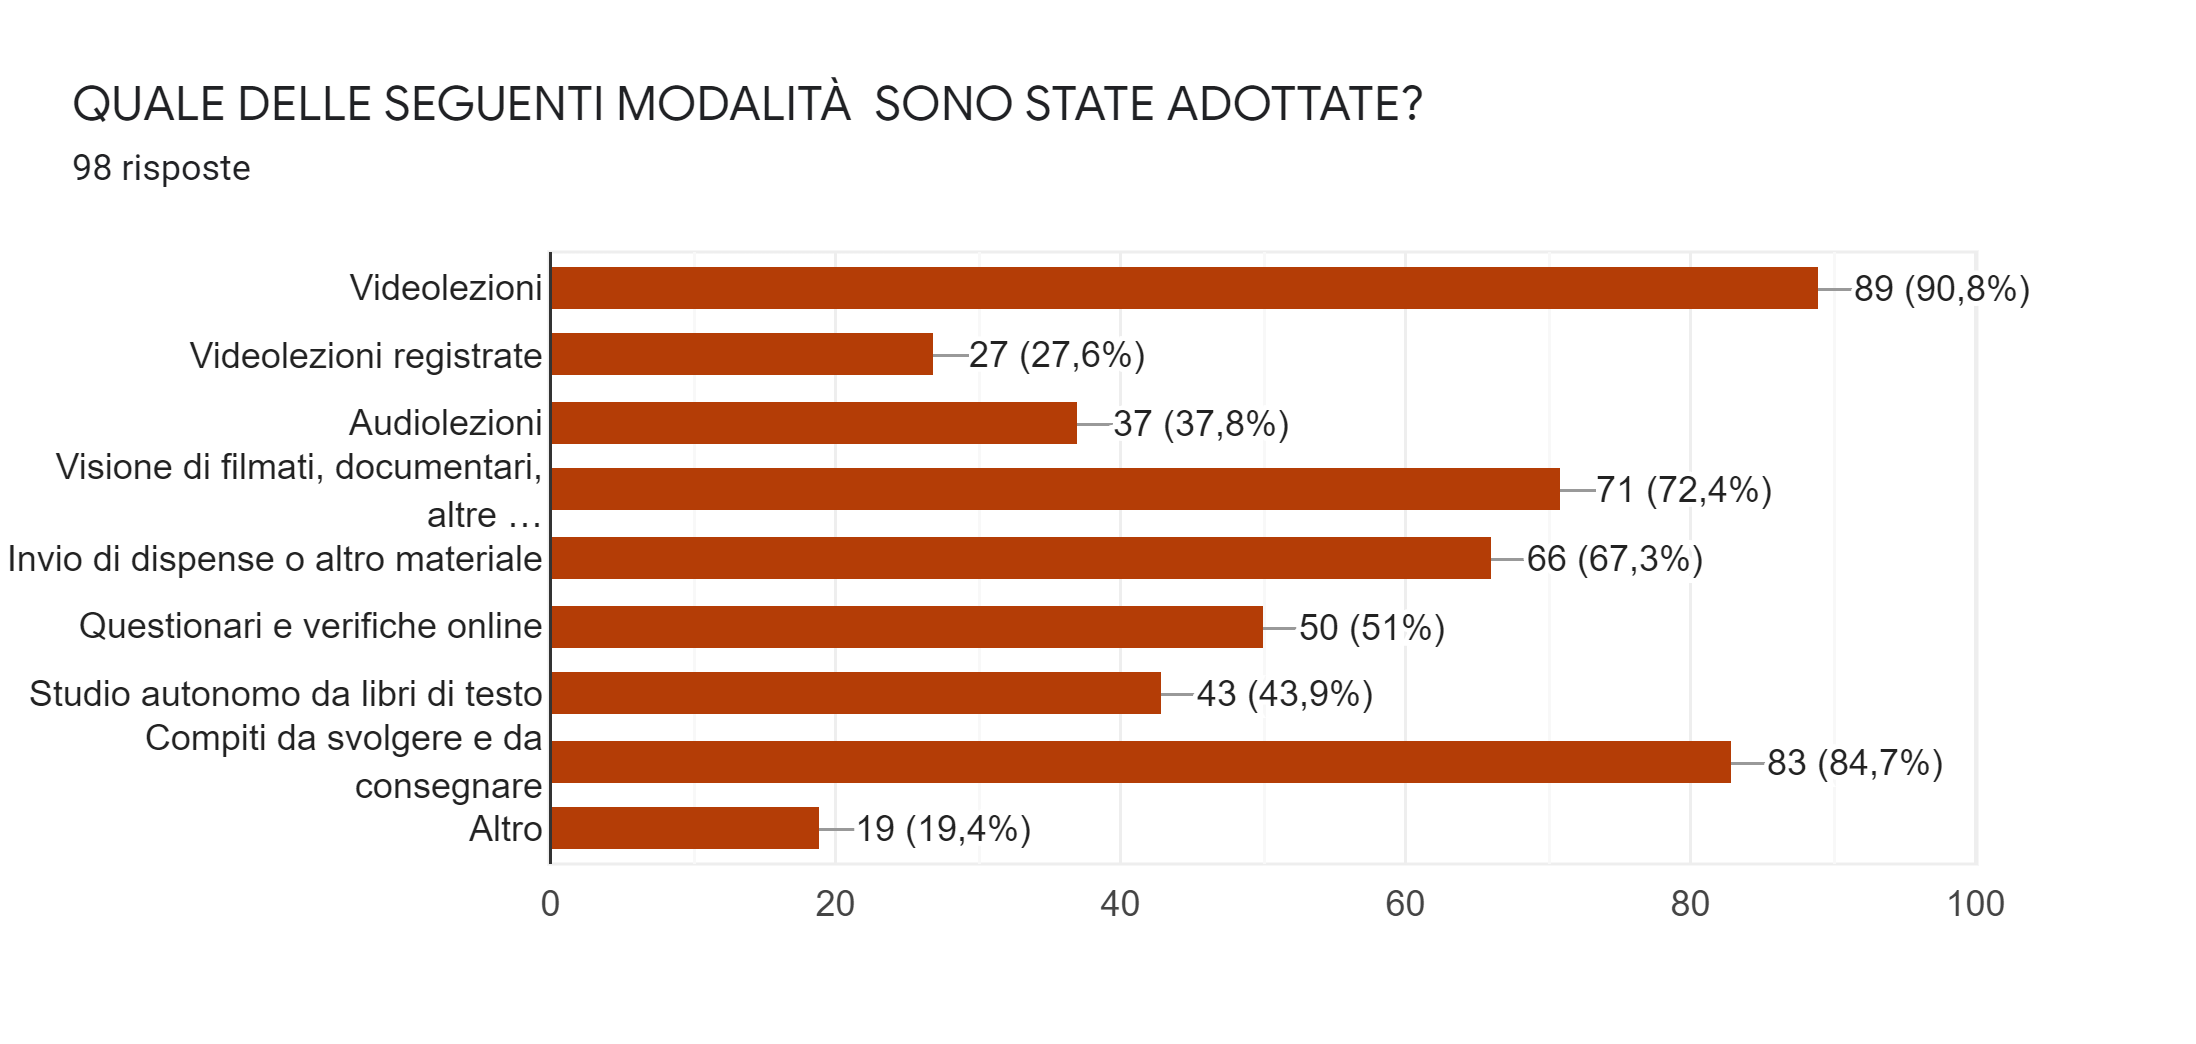 QUALE DELLE SEGUENTI MODALITÀ  SONO STATE ADOTTATE?
98 risposte
Videolezioni
89 (90,8%)
Videolezioni registrate
27 (27,6%)
Audiolezioni
37 (37,8%)
Visione di filmati, documentari,
altre …
71 (72,4%)
Invio di dispense o altro materiale
66 (67,3%)
Questionari e verifiche online
50 (51%)
Studio autonomo da libri di testo
43 (43,9%)
Compiti da svolgere e da
consegnare
83 (84,7%)
Altro
19 (19,4%)
0 20 40 60 80 100